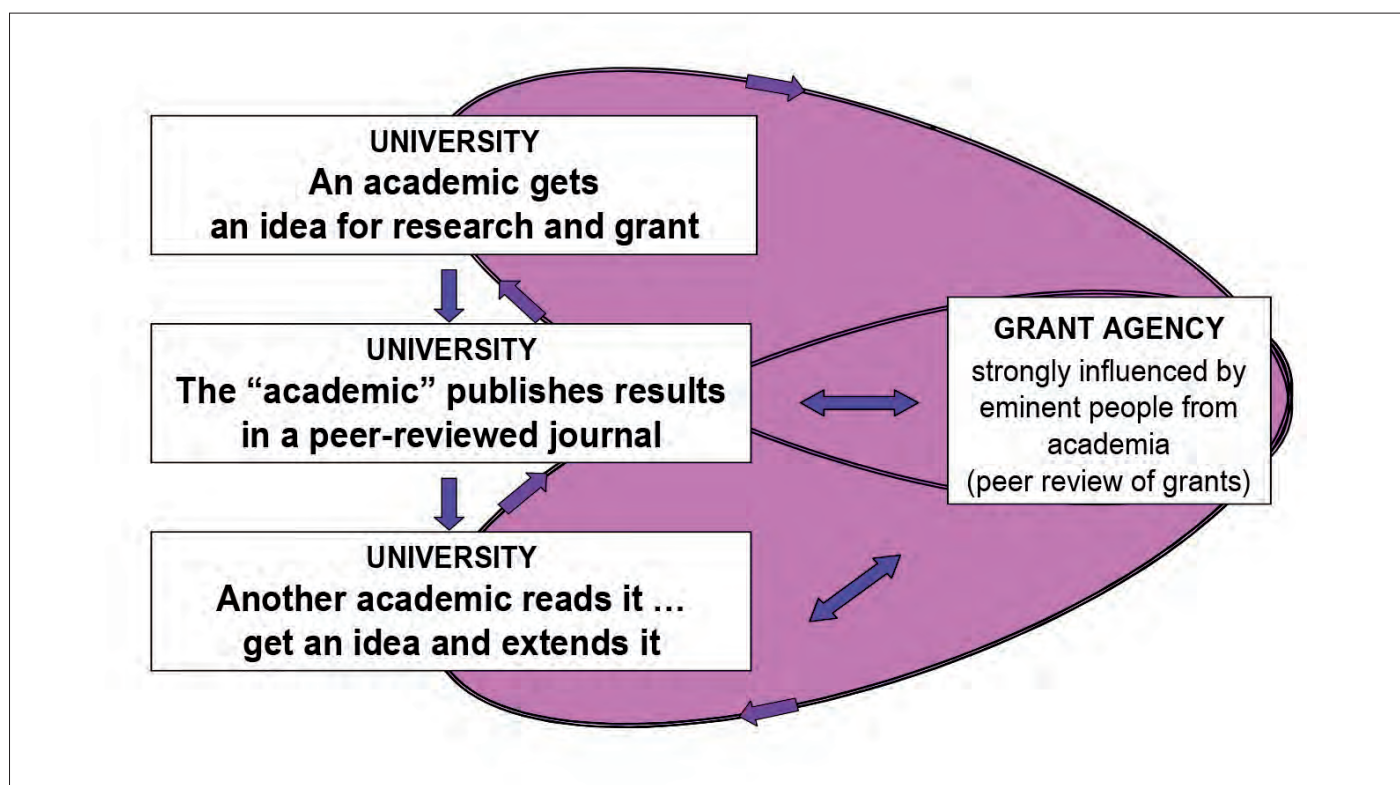 UNIVERSITY
An academic gets
an idea for research and grant
UNIVERSITY
The “academic” publishes results
in a peer-reviewed journal
UNIVERSITY
Another academic reads it …
get an idea and extends it
GRANT AGENCY
strongly influenced by
eminent people from
academia
(peer review of grants)